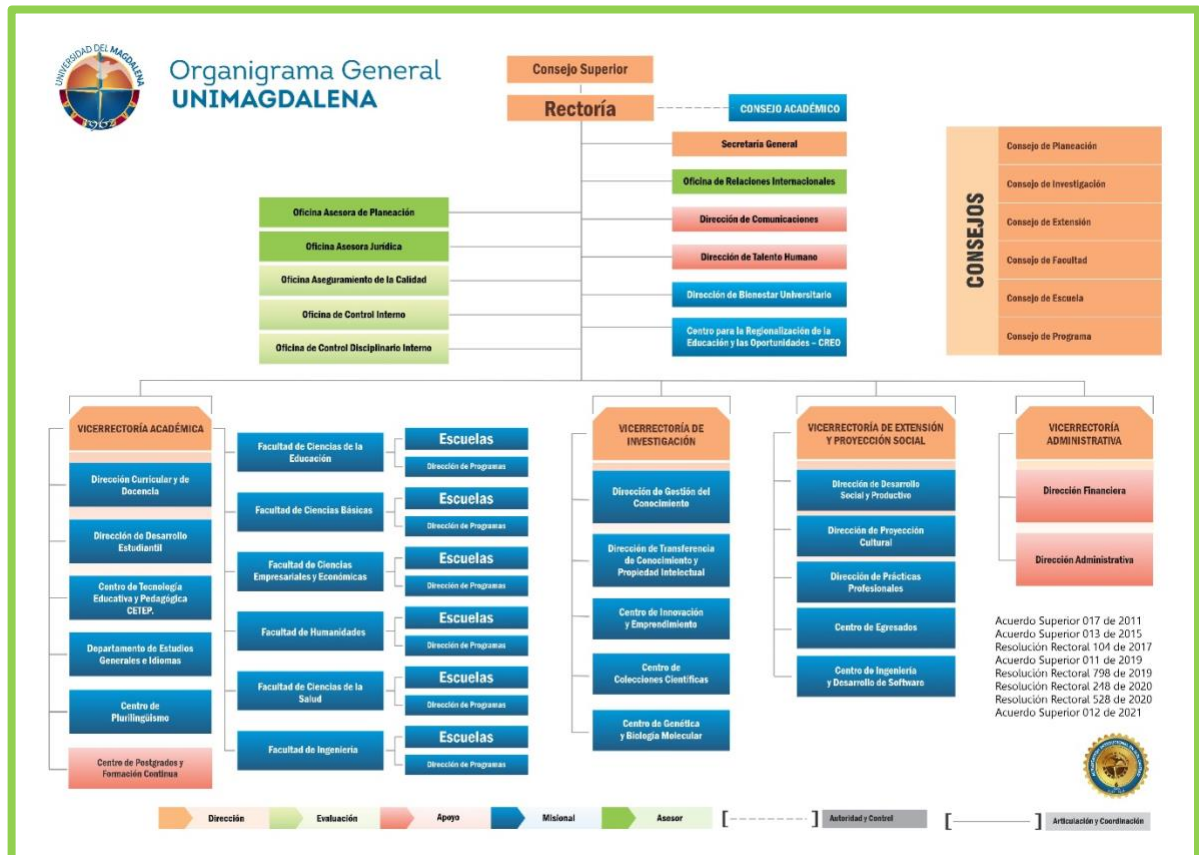 UNIVERSIDAD DEL MAGDALENA
1962
Organigrama General
UNIMAGDALENA
Consejo Superior
Rectoría
CONSEJO ACADÉMICO
Secretaría General
Oficina de Relaciones Internacionales
Dirección de Comunicaciones
Dirección de Talento Humano
Dirección de Bienestar Universitario
Centro para la Regionalización de la
Educación y las Oportunidades – CREO
Oficina Asesora de Planeación
Oficina Asesora Jurídica
Oficina Aseguramiento de la Calidad
Oficina de Control Interno
Oficina de Control Disciplinario Interno
CONSEJOS
Consejo de Planeación
Consejo de Investigación
Consejo de Extensión
Consejo de Facultad
Consejo de Escuela
Consejo de Programa
VICERRECTORÍA ACADÉMICA
Dirección Curricular y de
Docencia
Dirección de Desarrollo
Estudiantil
Centro de Tecnología
Educativa y Pedagógica
CETEP.
Departamento de Estudios
Generales e Idiomas
Centro de
Plurilingüismo
Centro de Postgrados y
Formación Continua
Facultad de Ciencias de la
Educación
Escuelas
Dirección de Programas
Facultad de Ciencias Básicas
Escuelas
Dirección de Programas
Facultad de Ciencias
Empresariales y Económicas
Escuelas
Dirección de Programas
Facultad de Humanidades
Escuelas
Dirección de Programas
Facultad de Ciencias de la
Salud
Escuelas
Dirección de Programas
Facultad de Ingeniería
Escuelas
Dirección de Programas
VICERRECTORÍA DE
INVESTIGACIÓN
Dirección de Gestión del
Conocimiento
Dirección de Transferencia
de Conocimiento y
Propiedad Intelectual
Centro de Innovación
y Emprendimiento
Centro de
Colecciones Científicas
Centro de Genética
y Biología Molecular
VICERRECTORÍA DE EXTENSIÓN
Y PROYECCIÓN SOCIAL
Dirección de Desarrollo
Social y Productivo
Dirección de Proyección
Cultural
Dirección de Prácticas
Profesionales
Centro de Egresados
Centro de Ingeniería
y Desarrollo de Software
VICERRECTORÍA
ADMINISTRATIVA
Dirección Financiera
Dirección Administrativa
Acuerdo Superior 017 de 2011
Acuerdo Superior 013 de 2015
Resolución Rectoral 104 de 2017
Acuerdo Superior 011 de 2019
Resolución Rectoral 798 de 2019
Resolución Rectoral 248 de 2020
Resolución Rectoral 528 de 2020
Acuerdo Superior 012 de 2021
Dirección
Evaluación
Apoyo
Misional
Asesor
Autoridad y Control
Articulación y Coordinación